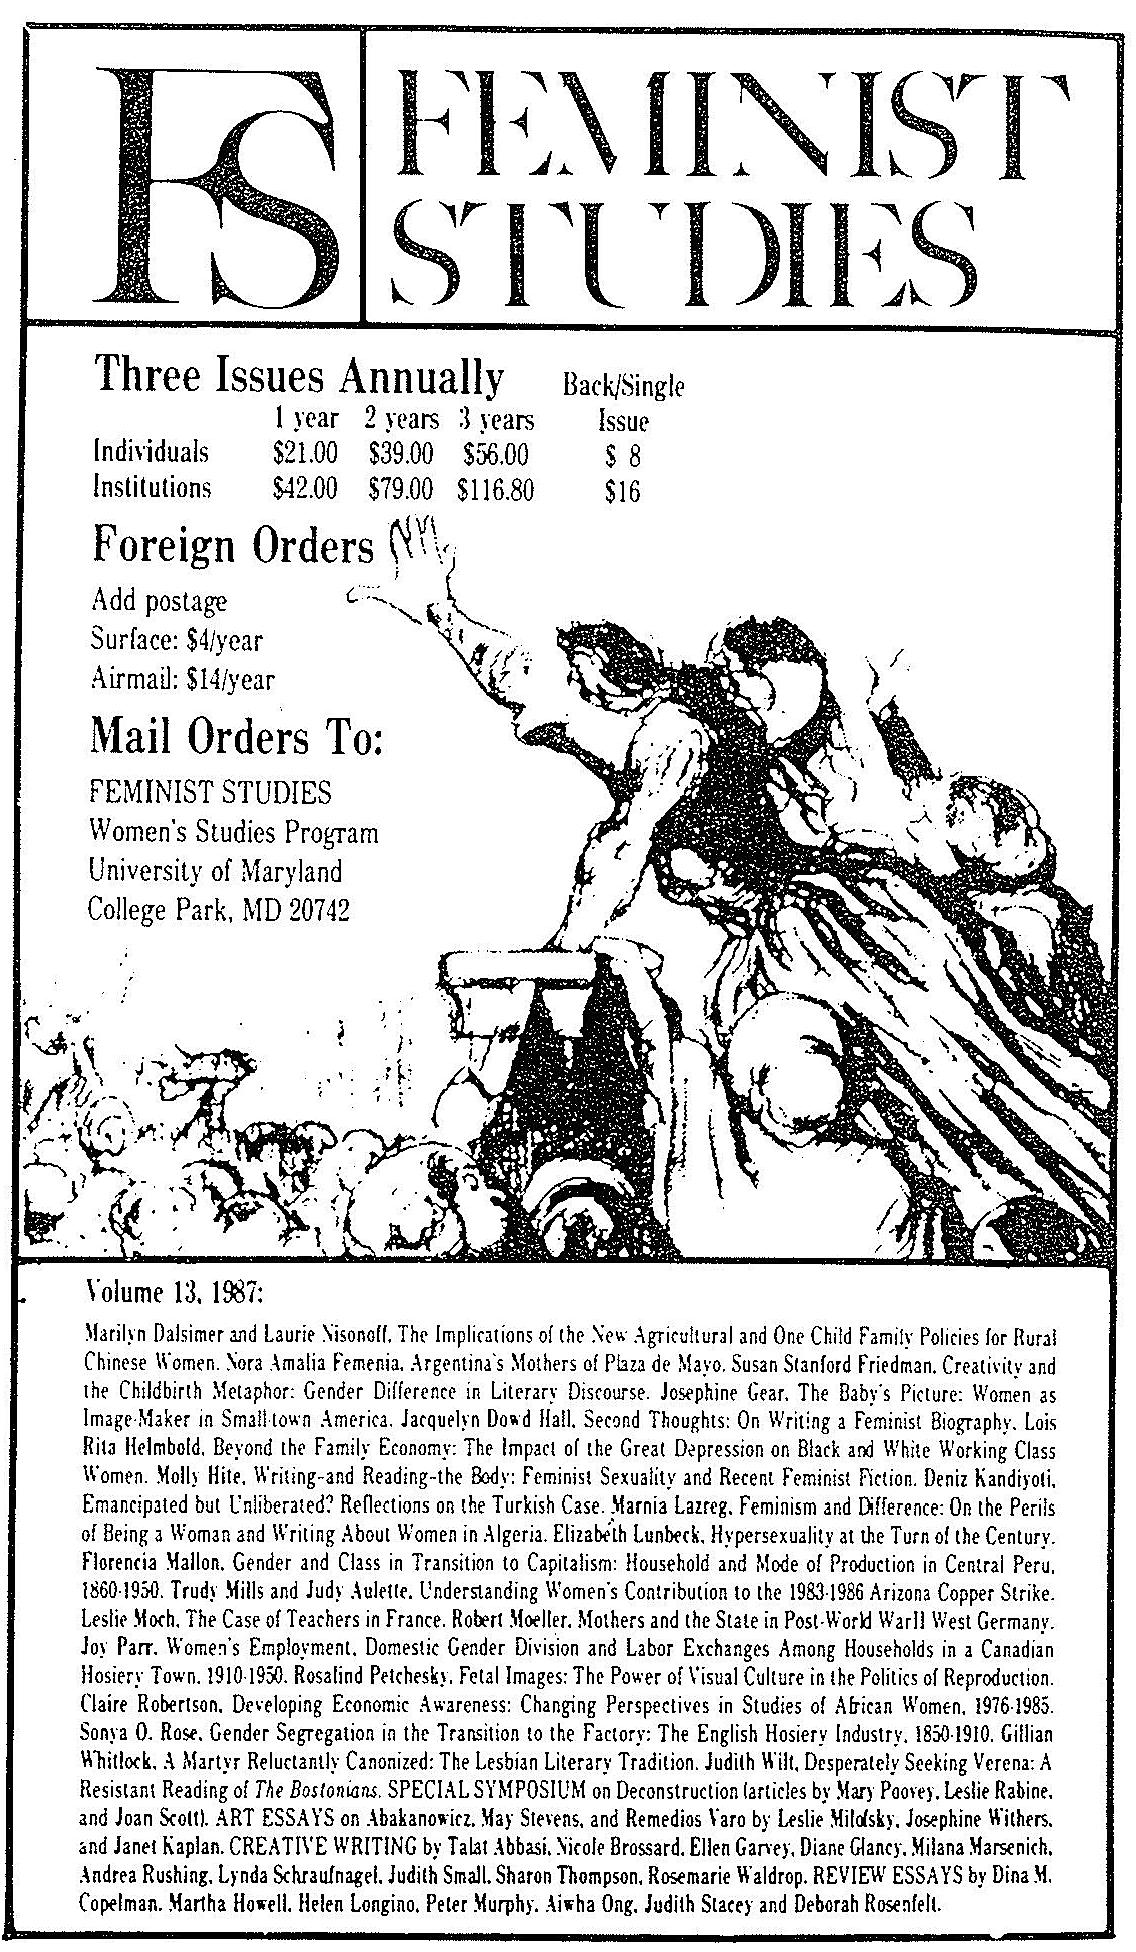 FS
FEMINIST
STUDIES
Three Issues Annually Back/Single
1 year 2 years 3 years Issue
Individuals $21.00 $39.00 $56.00 $ 8
Institutions $42.00 $79.00 $116.80 $16
Foreign Orders
Add postage
Surface: $4/year
Airmail: $14/year
Mail Orders To:
FEMINIST STUDIES
Women's Studies Program
University of Maryland
College Park, MD 20742
Volume 13, 1987:
Marilyn Dalsimer and Laurie Nisonoff, The Implications of the New Agricultural and One Child Family Policies for Rural
Chinese Women. Nora Amalia Femenia, Argentina's Mothers of Plaza de Mayo. Susan Stanford Friedman, Creativity and
the Childbirth Metaphor: Gender Difference in Literary Discourse. Josephine Gear, The Baby's Picture: Women as
Image-Maker in Small-town America. Jacquelyn Dowd Hall, Second Thoughts: On Writing a Feminist Biography. Lois
Rita Helmbold, Beyond the Family Economy: The Impact of the Great Depression on Black and White Working Class
Women. Molly Hite, Writing-and Reading-the Body: Feminist Sexuality and Recent Feminist Fiction. Deniz Kandiyoti,
Emancipated but Unliberated? Reflections on the Turkish Case. Marnia Lazreg, Feminism and Difference: On the Perils
of Being a Woman and Writing About Women in Algeria. Elizabeth Lunbeck, Hypersexuality at the Turn of the Century.
Florencia Mallon, Gender and Class in Transition to Capitalism: Household and Mode of Production in Central Peru,
1860-1950. Trudy Mills and Judy Aulette, Understanding Women's Contribution to the 1983-1986 Arizona Copper Strike.
Leslie Moch, The Case of Teachers in France. Robert Moeller, Mothers and the State in Post-World War II West Germany.
Joy Parr, Women's Employment, Domestic Gender Division and Labor Exchanges Among Households in a Canadian
Hosiery Town, 1910-1950. Rosalind Petchesky, Fetal Images: The Power of Visual Culture in the Politics of Reproduction.
Claire Robertson, Developing Economic Awareness: Changing Perspectives in Studies of African Women, 1976-1985.
Sonya O. Rose, Gender Segregation in the Transition to the Factory: The English Hosiery Industry, 1850-1910. Gillian
Whitlock, A Martyr Reluctantly Canonized: The Lesbian Literary Tradition. Judith Wilt, Desperately Seeking Verena: A
Resistant Reading of The Bostonians. SPECIAL SYMPOSIUM on Deconstruction (articles by Mary Poovey, Leslie Rabine,
and Joan Scott). ART ESSAYS on Abakanowicz, May Stevens, and Remedios Varo by Leslie Milofsky, Josephine Withers,
and Janet Kaplan. CREATIVE WRITING by Talat Abbasi, Nicole Brossard, Ellen Garvey, Diane Glancy, Milana Marsenich,
Andrea Rushing, Lynda Schraufnagel, Judith Small, Sharon Thompson, Rosemarie Waldrop. REVIEW ESSAYS by Dina M.
Copelman, Martha Howell, Helen Longino, Peter Murphy, Aiwha Ong, Judith Stacey and Deborah Rosenfelt.